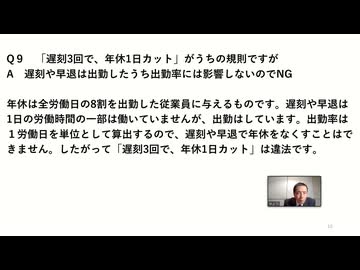 Q９　「遅刻3回で、年休1日カット」がうちの規則ですが
A　遅刻や早退は出勤したうち出勤率には影響しないのでNG
年休は全労働日の8割を出勤した従業員に与えるものです。遅刻や早退は
1日の労働時間の一部は働いていませんが、出勤はしています。出勤率は
１労働日を単位として算出するので、遅刻や早退で年休をなくすことはで
きません。したがって「遅刻3回で、年休1日カット」は違法です。